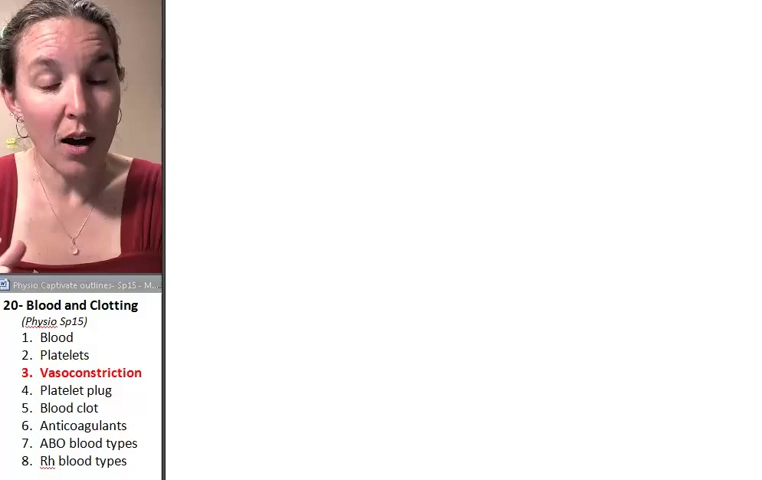 Physio Captivate outlines- Sp15 - M...
20- Blood and Clotting
(Physio Sp15)
1. Blood
2. Platelets
3. Vasoconstriction
4. Platelet plug
5. Blood clot
6. Anticoagulants
7. ABO blood types
8. Rh blood types